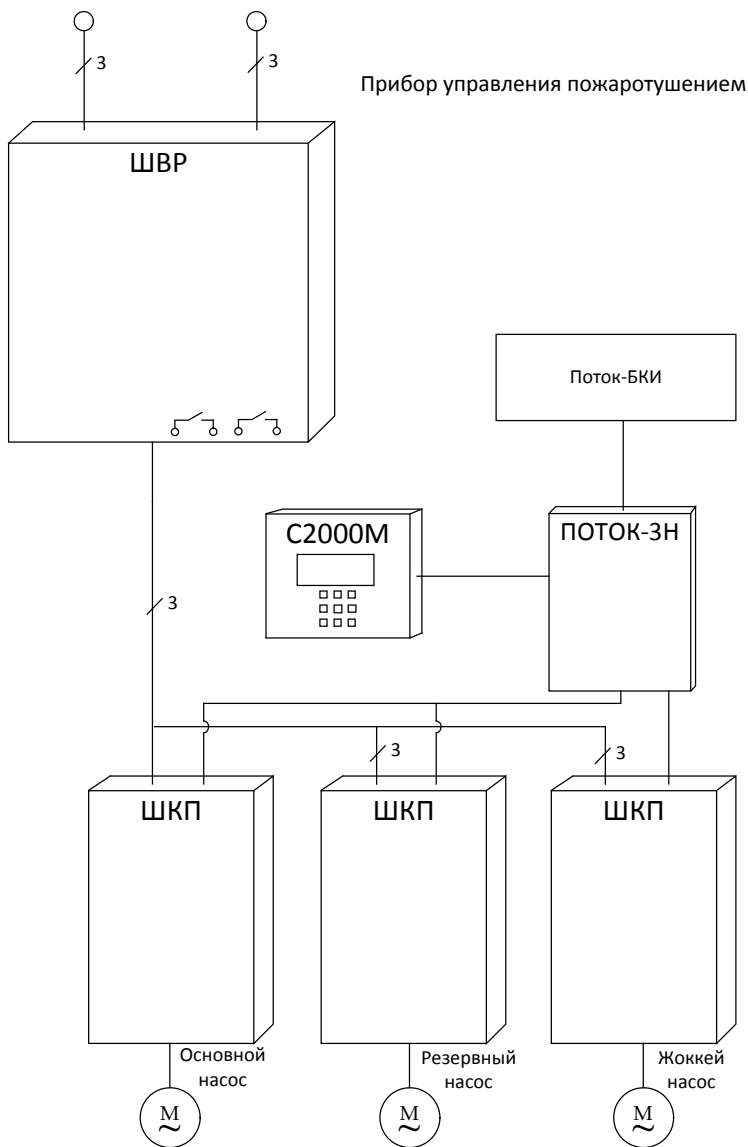 3
3
Прибор управления пожаротушением
ШВР
Поток-БКИ
С2000М
ПОТОК-3Н
3
3
3
ШКП
ШКП
ШКП
Основной
насос
Резервный
насос
Жоккей
насос
М
~
М
~
М
~